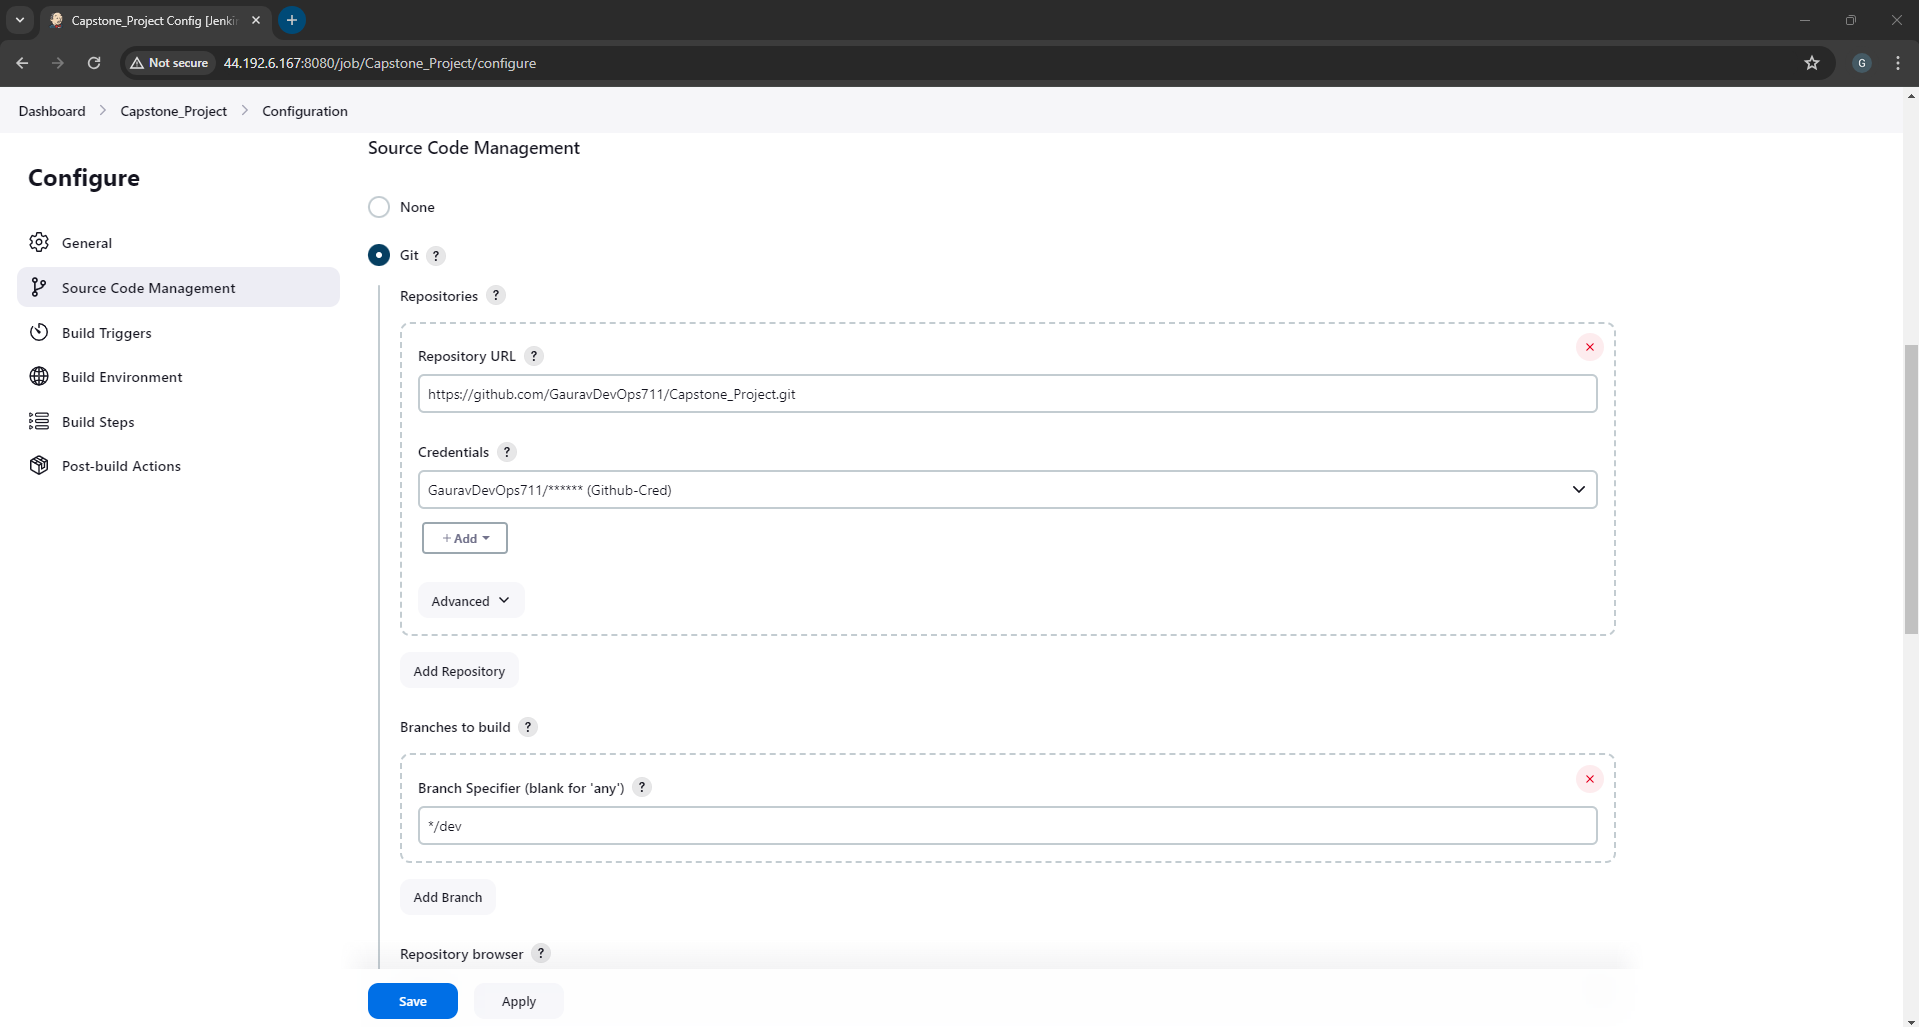 Capstone_Project Config [Jenki
Not secure
44.192.6.167:8080/job/Capstone_Project/configure
G
Dashboard
Capstone_Project
Configuration
Configure
General
Source Code Management
Build Triggers
Build Environment
Build Steps
Post-build Actions
Source Code Management
None
Git ?
Repositories ?
Repository URL ?
https://github.com/GauravDevOps711/Capstone_Project.git
Credentials ?
GauravDevOps711/****** (Github-Cred)
+ Add
Advanced
Add Repository
Branches to build ?
Branch Specifier (blank for 'any') ?
*/dev
Add Branch
Repository browser ?
Save
Apply